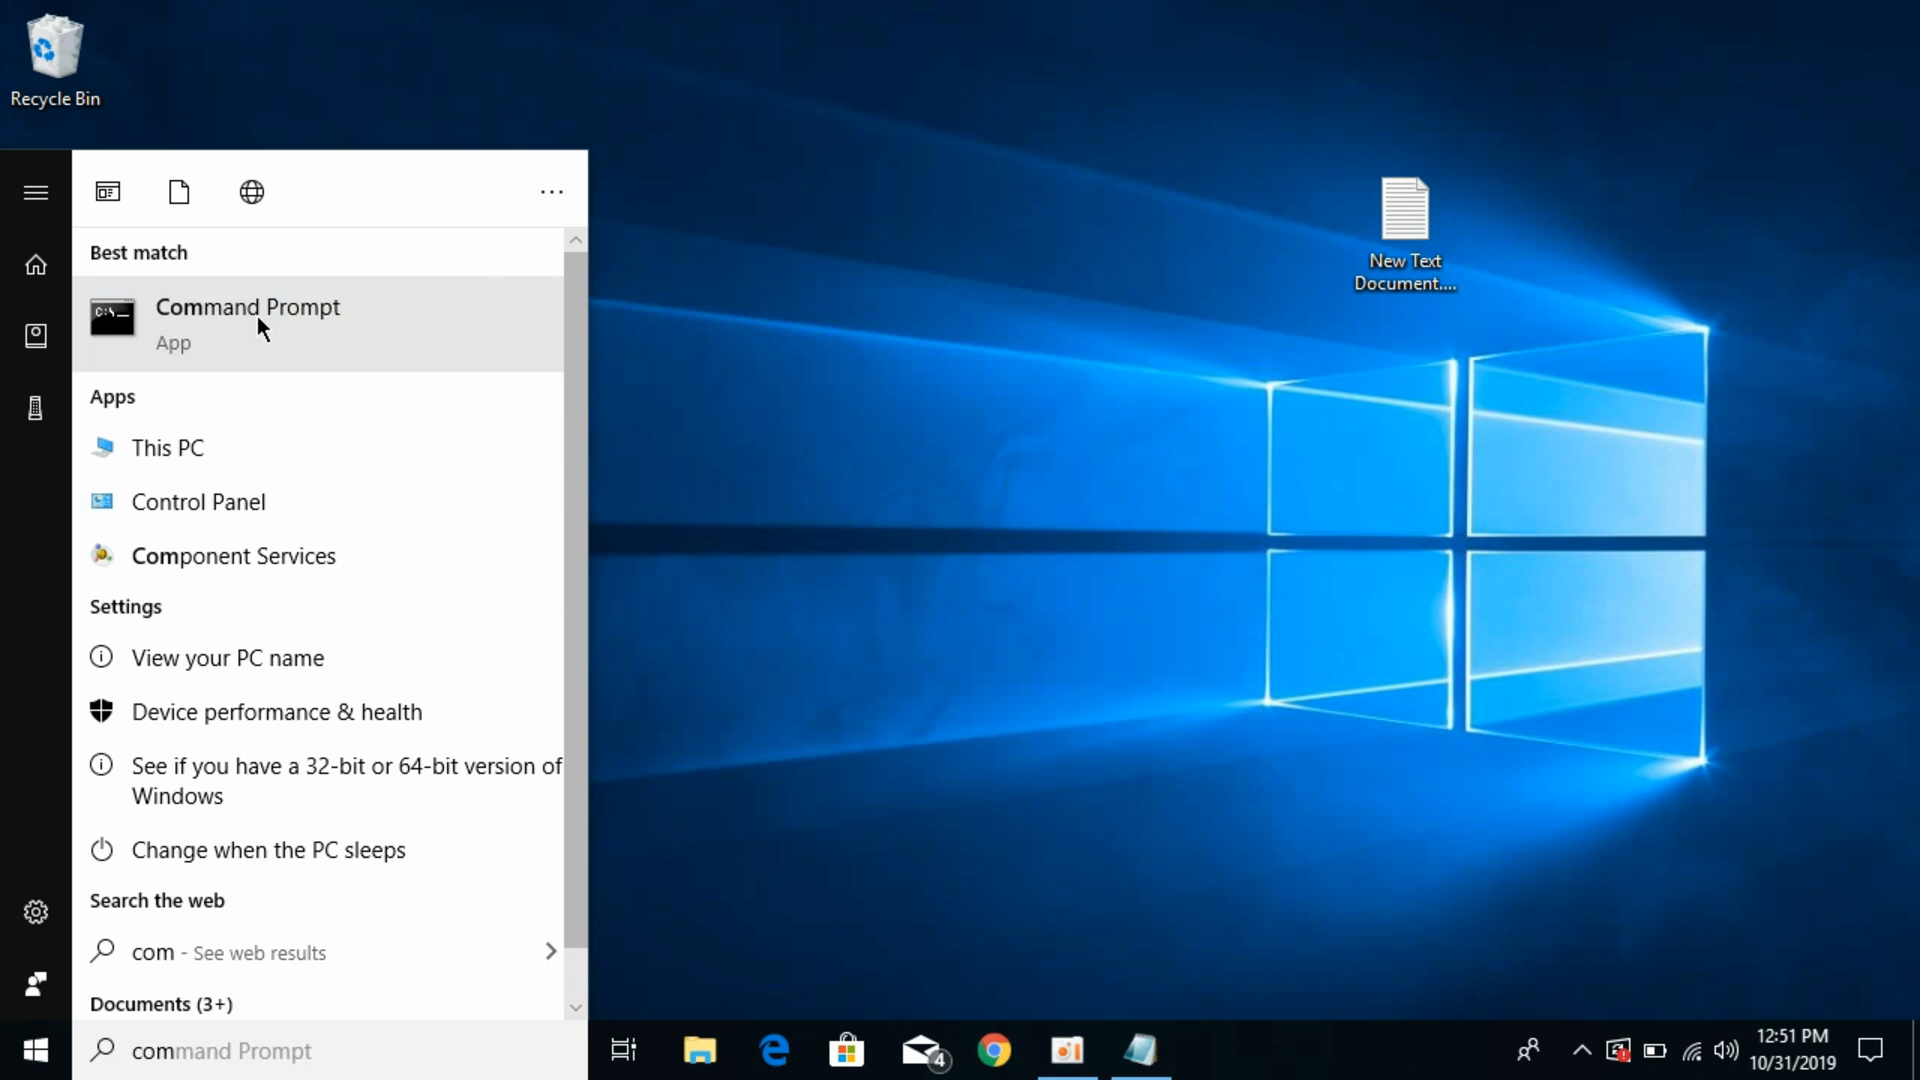 Recycle Bin
Best match
Command Prompt
App
Apps
This PC
Control Panel
Component Services
Settings
View your PC name
Device performance & health
See if you have a 32-bit or 64-bit version of
Windows
Change when the PC sleeps
Search the web
com - See web results
Documents (3+)
command Prompt
New Text
Document....
4
12:51 PM
10/31/2019